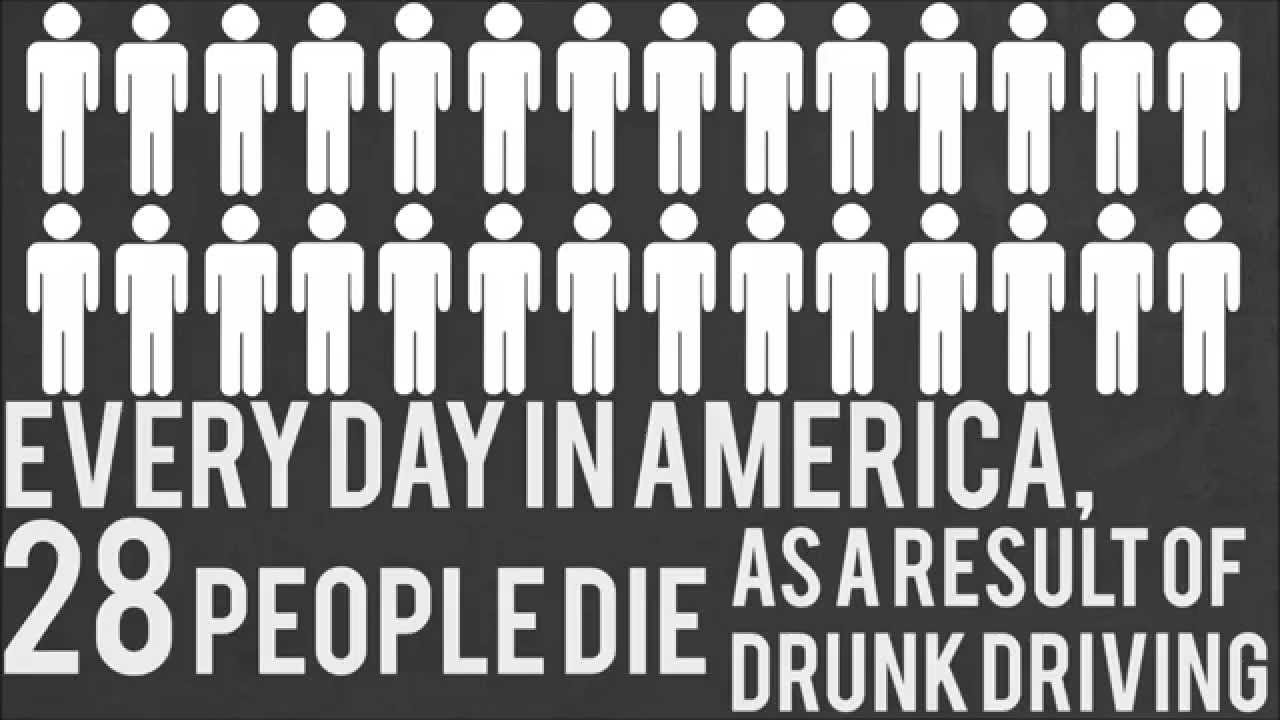 EVERY DAY IN AMERICA,
28 PEOPLE DIE
AS A RESULT OF
DRUNK DRIVING